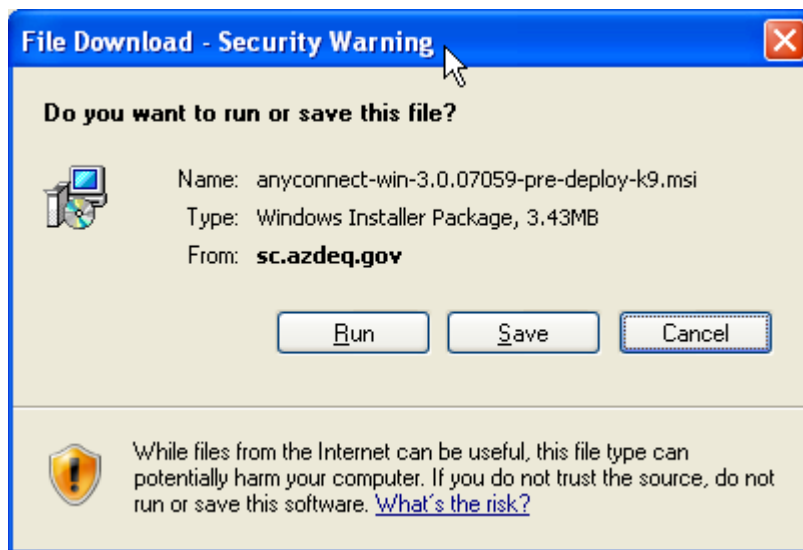 File Download - Security Warning
Do you want to run or save this file?
Name: anyconnect-win-3.0.07059-pre-deploy-k9.msi
Type: Windows Installer Package, 3.43MB
From: sc.azdeq.gov
Run Save Cancel
While files from the Internet can be useful, this file type can
potentially harm your computer. If you do not trust the source, do not
run or save this software. What's the risk?